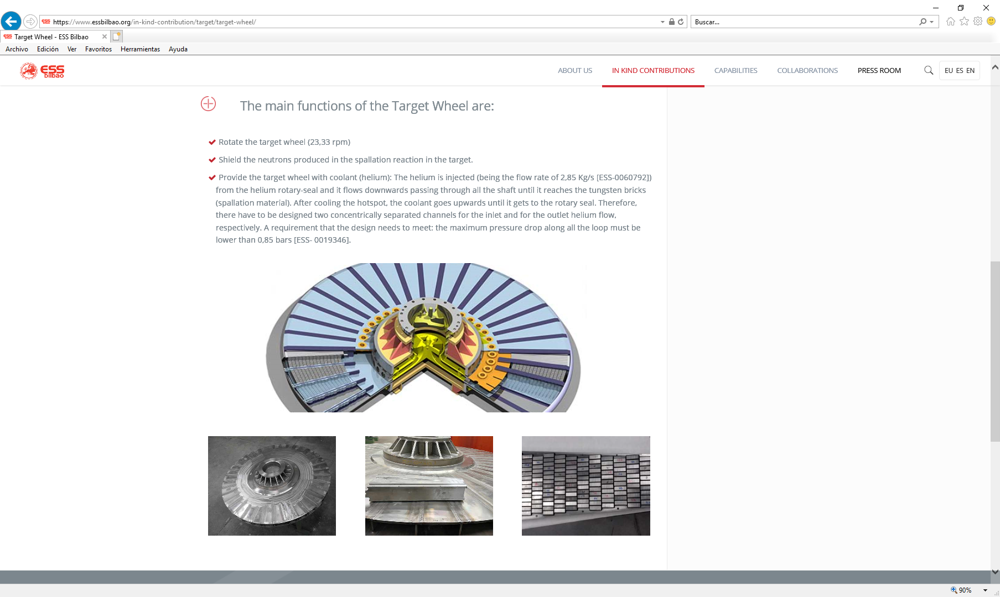 https://www.essbilbao.org/in-kind-contribution/target/target-wheel/
Buscar...
Target Wheel - ESS Bilbao
Archivo Edición Ver Favoritos Herramientas Ayuda
ESS bilbao
ABOUT US IN KIND CONTRIBUTIONS CAPABILITIES COLLABORATIONS PRESS ROOM EU ES EN
The main functions of the Target Wheel are:
Rotate the target wheel (23,33 rpm)
Shield the neutrons produced in the spallation reaction in the target.
Provide the target wheel with coolant (helium): The helium is injected (being the flow rate of 2,85 Kg/s [ESS-0060792])
from the helium rotary-seal and it flows downwards passing through all the shaft until it reaches the tungsten bricks
(spallation material). After cooling the hotspot, the coolant goes upwards until it gets to the rotary seal. Therefore,
there have to be designed two concentrically separated channels for the inlet and for the outlet helium flow,
respectively. A requirement that the design needs to meet: the maximum pressure drop along all the loop must be
lower than 0,85 bars [ESS- 0019346].
90%